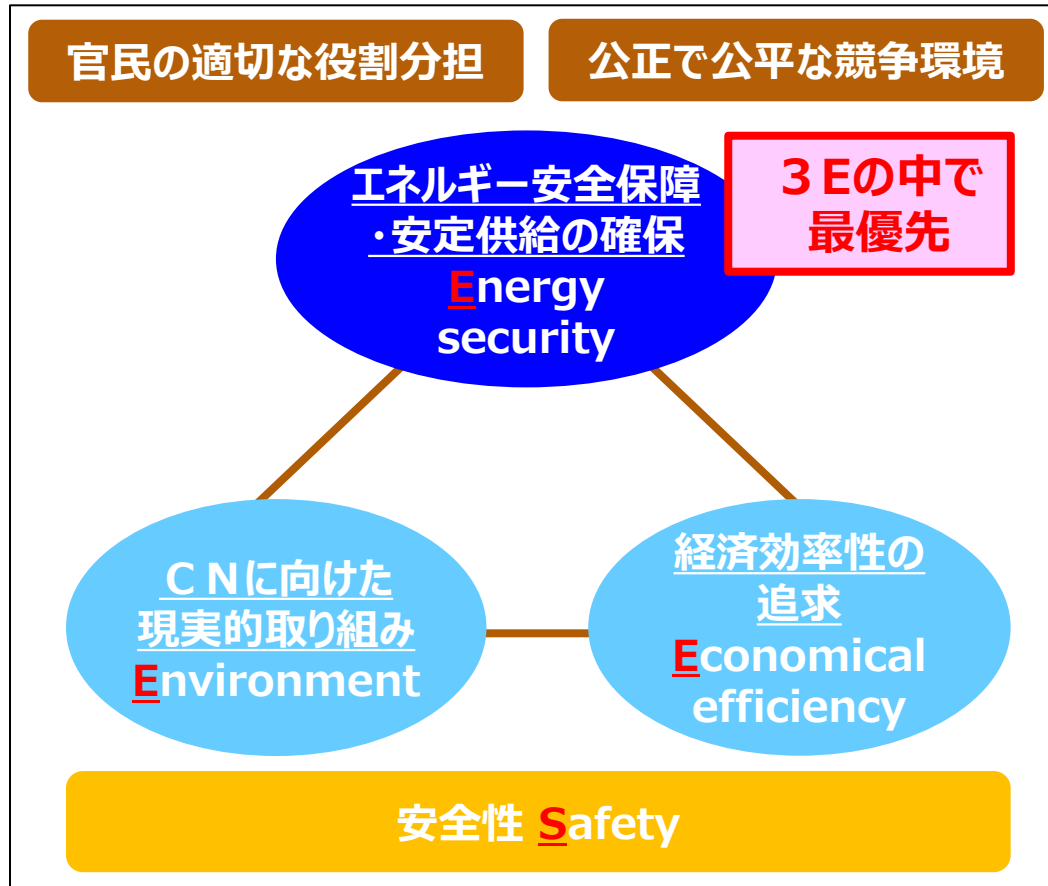 官民の適切な役割分担
公正で公平な競争環境
エネルギー安全保障
・安定供給の確保
Energy
security
３Eの中で
最優先
ＣＮに向けた
現実的取り組み
Environment
経済効率性の
追求
Economical
efficiency
安全性 Safety